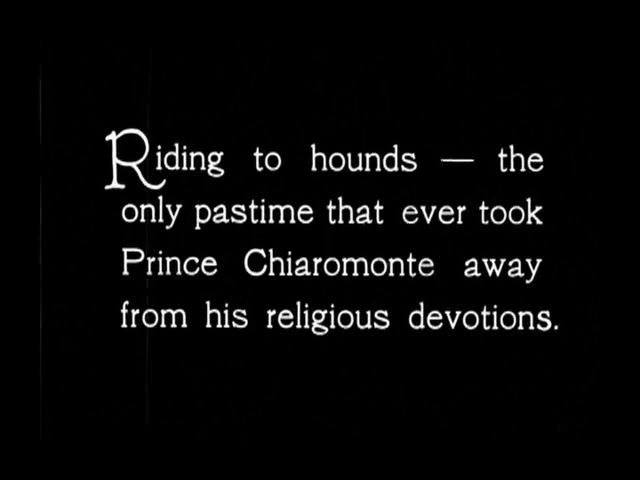 Riding to hounds — the
only pastime that ever took
Prince Chiaromonte away
from his religious devotions.